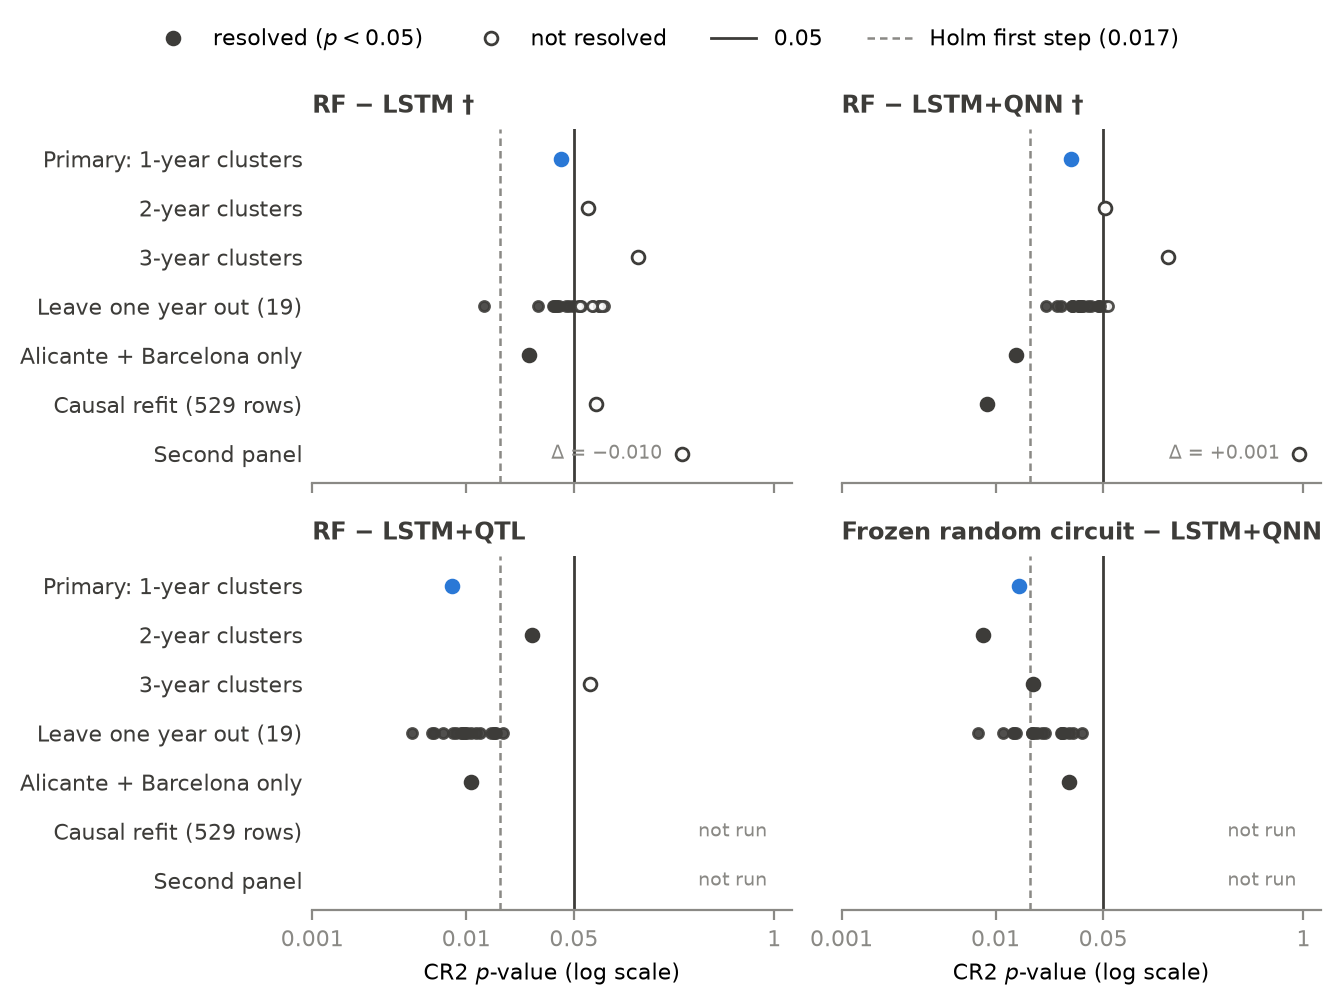 resolved (p < 0.05) not resolved 0.05 Holm first step (0.017)
RF − LSTM † RF − LSTM+QNN †
Primary: 1-year clusters
2-year clusters
3-year clusters
Leave one year out (19)
Alicante + Barcelona only
Causal refit (529 rows)
Second panel Δ = −0.010 Δ = +0.001
RF − LSTM+QTL Frozen random circuit − LSTM+QNN
Primary: 1-year clusters
2-year clusters
3-year clusters
Leave one year out (19)
Alicante + Barcelona only
Causal refit (529 rows) not run not run
Second panel not run not run
0.001 0.01 0.05 1 0.001 0.01 0.05 1
CR2 p-value (log scale) CR2 p-value (log scale)